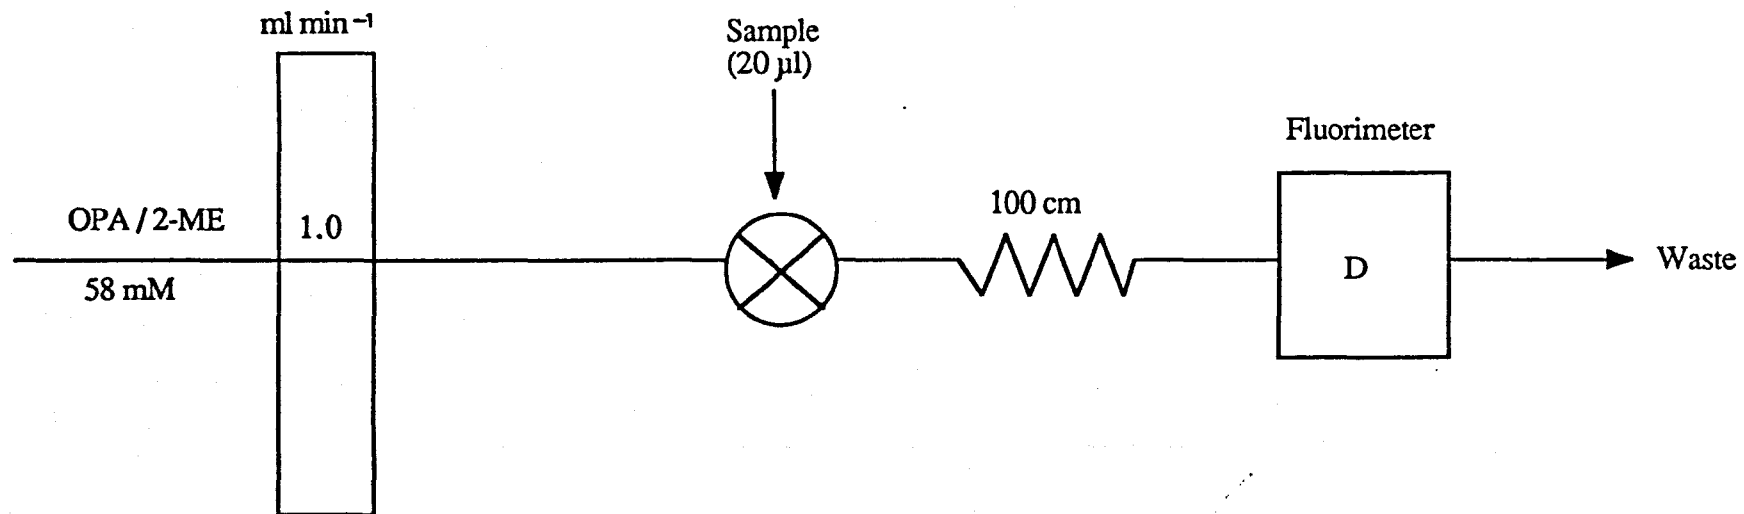 ml min⁻¹
Sample
(20 µl)
Fluorimeter
OPA / 2-ME
1.0
100 cm
58 mM
D
Waste